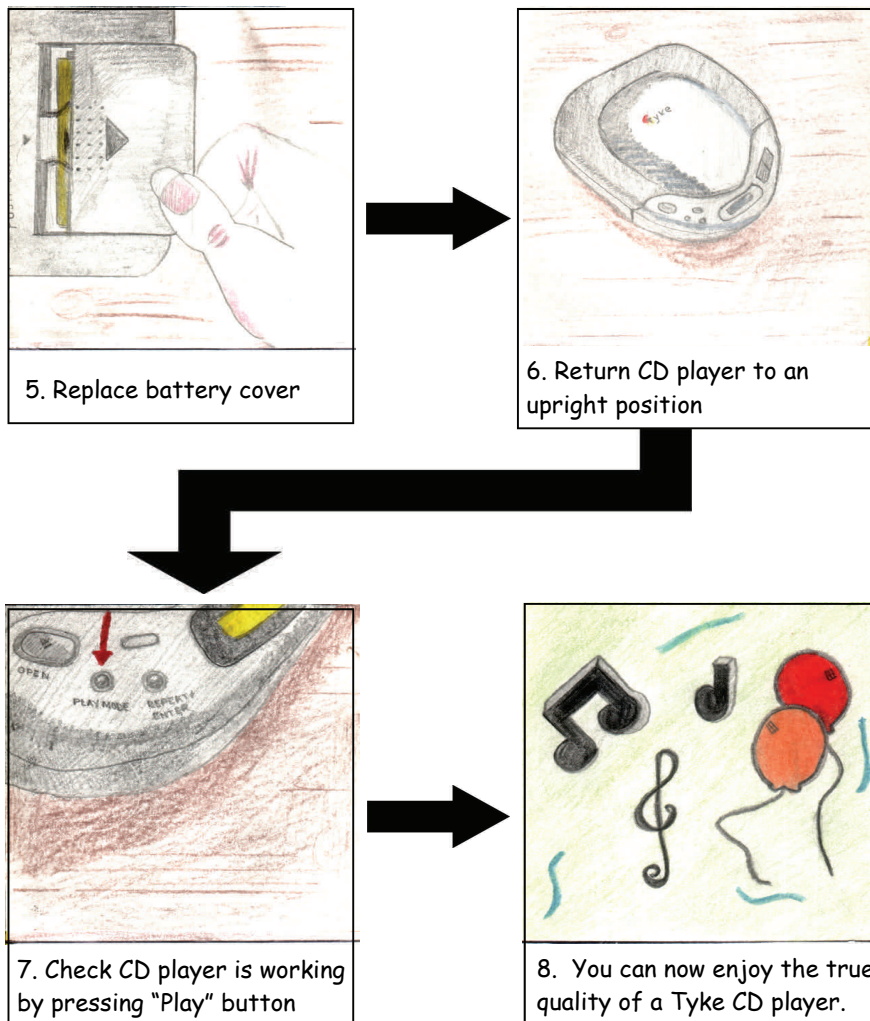 5. Replace battery cover
Tyke
6. Return CD player to an
upright position
OPEN
PLAY MODE
REPEAT/
ENTER
7. Check CD player is working
by pressing “Play” button
8. You can now enjoy the true
quality of a Tyke CD player.